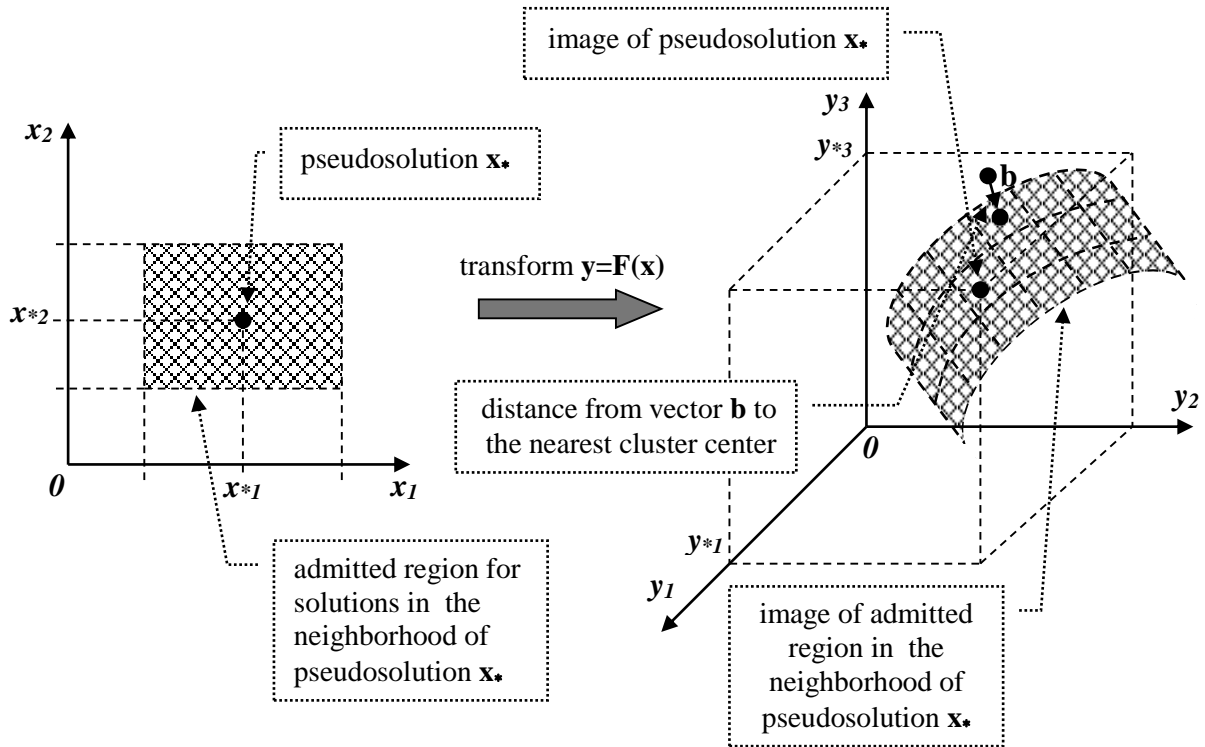 image of pseudosolution x*
x2
pseudosolution x*
y3
y*3
b
transform y=F(x)
x*2
distance from vector b to
the nearest cluster center
y2
0
0
x*1
x1
y*1
y1
admitted region for
solutions in the
neighborhood of
pseudosolution x*
image of admitted
region in the
neighborhood of
pseudosolution x*